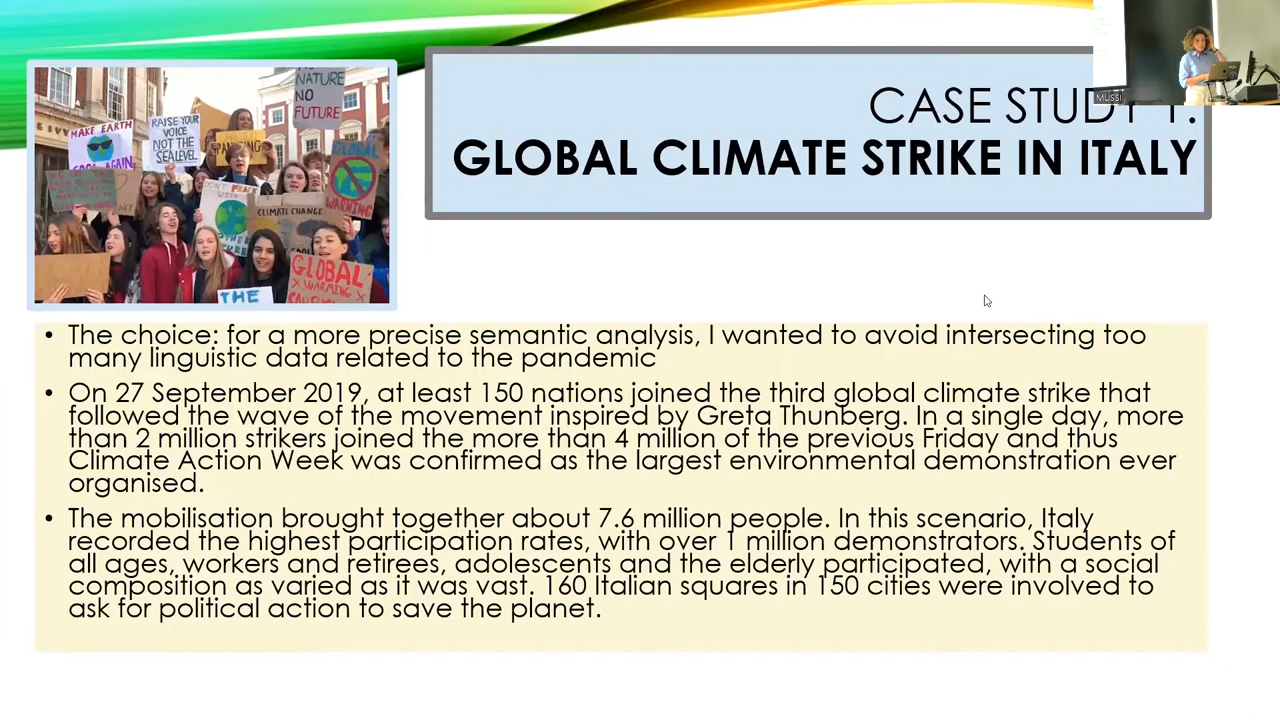 CASE STUDY 1:
GLOBAL CLIMATE STRIKE IN ITALY
MUSSI
NATURE
NO
FUTURE
RAISE YOUR
VOICE
NOT THE
SEALEVEL
MAKE EARTH
COOL AGAIN
GLOBAL
WARMING
CLIMATE CHANGE
GLOBAL
WARMING
THE
• The choice: for a more precise semantic analysis, I wanted to avoid intersecting too
many linguistic data related to the pandemic
• On 27 September 2019, at least 150 nations joined the third global climate strike that
followed the wave of the movement inspired by Greta Thunberg. In a single day, more
than 2 million strikers joined the more than 4 million of the previous Friday and thus
Climate Action Week was confirmed as the largest environmental demonstration ever
organised.
• The mobilisation brought together about 7.6 million people. In this scenario, Italy
recorded the highest participation rates, with over 1 million demonstrators. Students of
all ages, workers and retirees, adolescents and the elderly participated, with a social
composition as varied as it was vast. 160 Italian squares in 150 cities were involved to
ask for political action to save the planet.